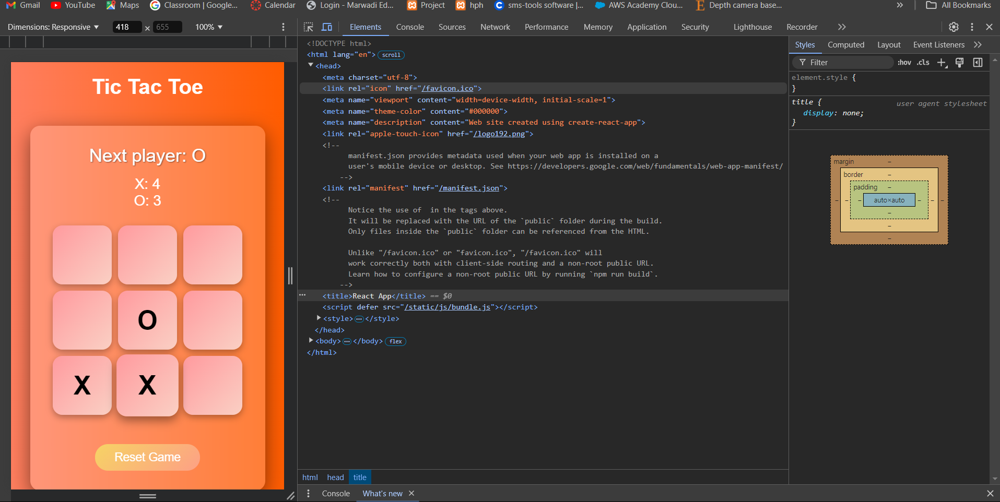 Gmail YouTube Maps Classroom | Google... Calendar Login - Marwadi Ed... Project hph sms-tools software |... AWS Academy Clou... Depth camera base... » All Bookmarks
Dimensions: Responsive 418 × 655 100% Elements Console Sources Network Performance Memory Application Security Lighthouse Recorder »
Tic Tac Toe
Next player: O
X: 4
O: 3
O
X X
Reset Game
<!DOCTYPE html>
<html lang="en"> scroll
<head>
<meta charset="utf-8">
<link rel="icon" href="/favicon.ico">
<meta name="viewport" content="width=device-width, initial-scale=1">
<meta name="theme-color" content="#000000">
<meta name="description" content="Web site created using create-react-app">
<link rel="apple-touch-icon" href="/logo192.png">
<!--
manifest.json provides metadata used when your web app is installed on a
user's mobile device or desktop. See https://developers.google.com/web/fundamentals/web-app-manifest/
-->
<link rel="manifest" href="/manifest.json">
<!--
Notice the use of  in the tags above.
It will be replaced with the URL of the `public` folder during the build.
Only files inside the `public` folder can be referenced from the HTML.
Unlike "/favicon.ico" or "favicon.ico", "/favicon.ico" will
work correctly both with client-side routing and a non-root public URL.
Learn how to configure a non-root public URL by running `npm run build`.
-->
<title>React App</title> == $0
<script defer src="/static/js/bundle.js"></script>
<style>…</style>
</head>
<body>…</body> flex
</html>
html head title
Console What's new
Styles Computed Layout Event Listeners »
Filter :hov .cls
element.style {
}
title { user agent stylesheet
display: none;
}
margin –
border –
padding –
– – – auto×auto – – –
–
–
–